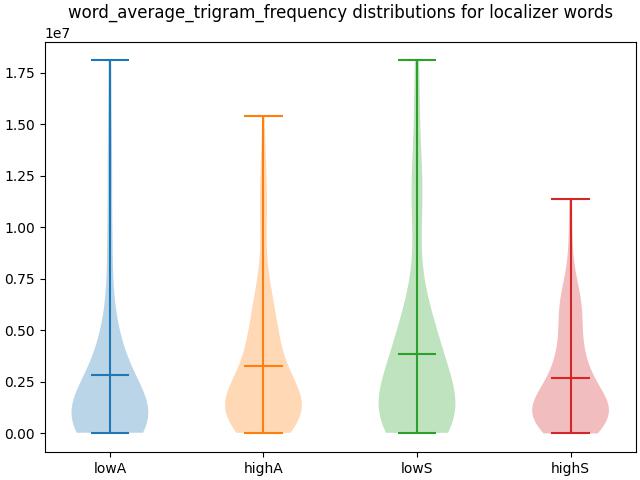 word_average_trigram_frequency distributions for localizer words
1e7
1.75
1.50
1.25
1.00
0.75
0.50
0.25
0.00
lowA highA lowS highS